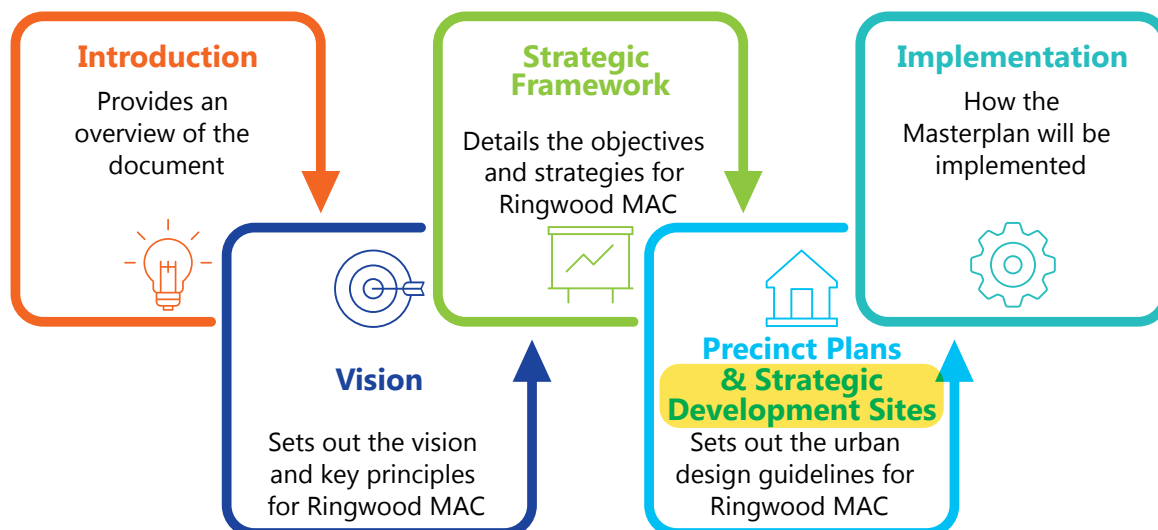 Introduction
Provides an
overview of the
document
Vision
Sets out the vision
and key principles
for Ringwood MAC
Strategic
Framework
Details the objectives
and strategies for
Ringwood MAC
Precinct Plans
& Strategic
Development Sites
Sets out the urban
design guidelines for
Ringwood MAC
Implementation
How the
Masterplan will be
implemented